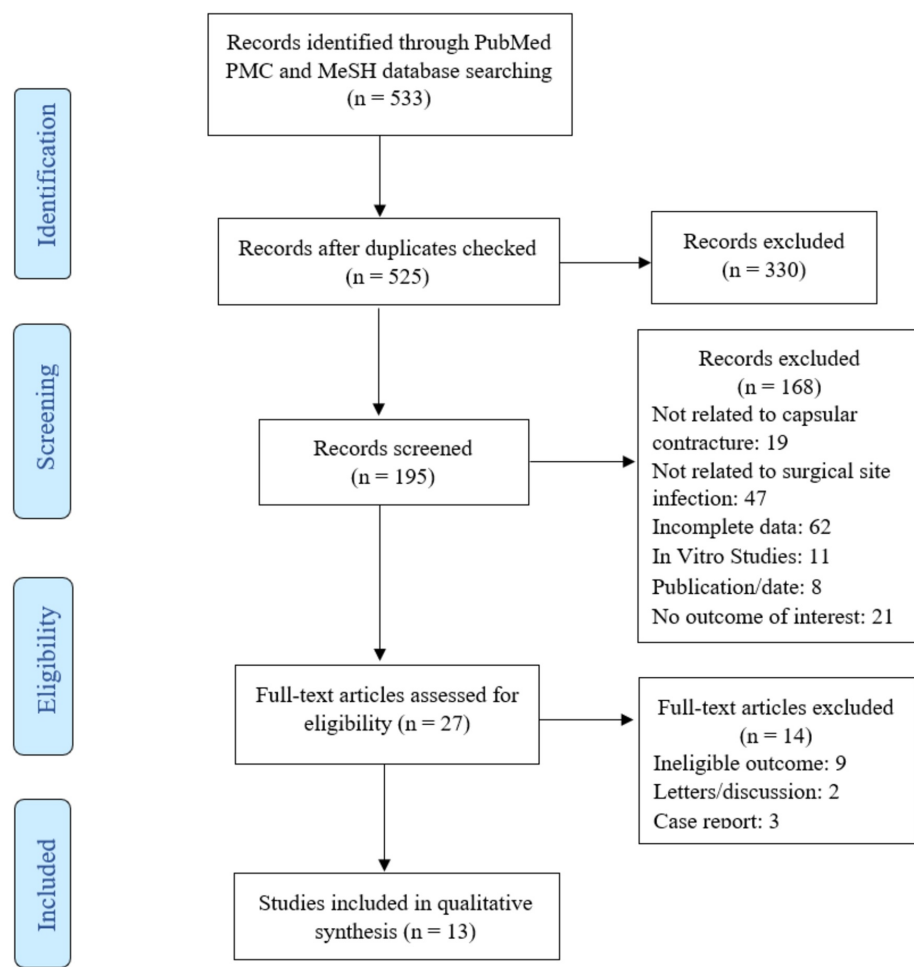 Records identified through PubMed
PMC and MeSH database searching
(n = 533)
Identification
Records after duplicates checked
(n = 525)
Records excluded
(n = 330)
Screening
Records screened
(n = 195)
Records excluded
(n = 168)
Not related to capsular
contracture: 19
Not related to surgical site
infection: 47
Incomplete data: 62
In Vitro Studies: 11
Publication/date: 8
No outcome of interest: 21
Eligibility
Full-text articles assessed for
eligibility (n = 27)
Full-text articles excluded
(n = 14)
Ineligible outcome: 9
Letters/discussion: 2
Case report: 3
Included
Studies included in qualitative
synthesis (n = 13)